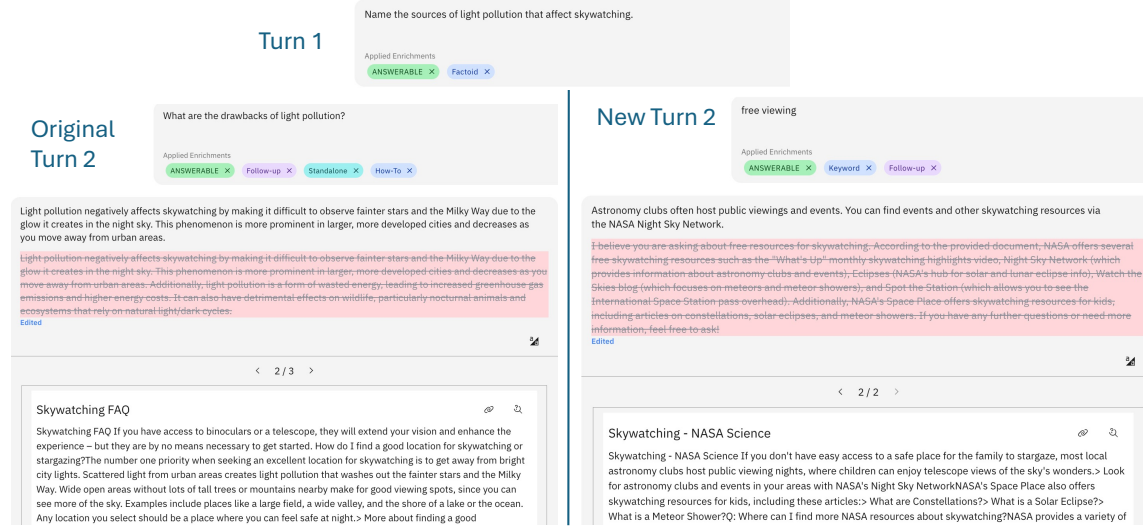 Turn 1
Name the sources of light pollution that affect skywatching.
Applied Enrichments
ANSWERABLE ×
Factoid ×
Original
Turn 2
What are the drawbacks of light pollution?
Applied Enrichments
ANSWERABLE ×
Follow-up ×
Standalone ×
How-To ×
Light pollution negatively affects skywatching by making it difficult to observe fainter stars and the Milky Way due to the
glow it creates in the night sky. This phenomenon is more prominent in larger, more developed cities and decreases as
you move away from urban areas.
Light pollution negatively affects skywatching by making it difficult to observe fainter stars and the Milky Way due to the
glow it creates in the night sky. This phenomenon is more prominent in larger, more developed cities and decreases as you
move away from urban areas. Additionally, light pollution is a form of wasted energy, leading to increased greenhouse gas
emissions and higher energy costs. It can also have detrimental effects on wildlife, particularly nocturnal animals and
ecosystems that rely on natural light/dark cycles.
Edited
< 2 / 3 >
Skywatching FAQ
Skywatching FAQ If you have access to binoculars or a telescope, they will extend your vision and enhance the
experience – but they are by no means necessary to get started. How do I find a good location for skywatching or
stargazing?The number one priority when seeking an excellent location for skywatching is to get away from bright
city lights. Scattered light from urban areas creates light pollution that washes out the fainter stars and the Milky
Way. Wide open areas without lots of tall trees or mountains nearby make for good viewing spots, since you can
see more of the sky. Examples include places like a large field, a wide valley, and the shore of a lake or the ocean.
Any location you select should be a place where you can feel safe at night.> More about finding a good
New Turn 2
free viewing
Applied Enrichments
ANSWERABLE ×
Keyword ×
Follow-up ×
Astronomy clubs often host public viewings and events. You can find events and other skywatching resources via
the NASA Night Sky Network.
I believe you are asking about free resources for skywatching. According to the provided document, NASA offers several
free skywatching resources such as the "What's Up" monthly skywatching highlights video, Night Sky Network (which
provides information about astronomy clubs and events), Eclipses (NASA's hub for solar and lunar eclipse info), Watch the
Skies blog (which focuses on meteors and meteor showers), and Spot the Station (which allows you to see the
International Space Station pass overhead). Additionally, NASA's Space Place offers skywatching resources for kids,
including articles on constellations, solar eclipses, and meteor showers. If you have any further questions or need more
information, feel free to ask!
Edited
< 2 / 2 >
Skywatching - NASA Science
Skywatching - NASA Science If you don't have easy access to a safe place for the family to stargaze, most local
astronomy clubs host public viewing nights, where children can enjoy telescope views of the sky's wonders.> Look
for astronomy clubs and events in your areas with NASA's Night Sky NetworkNASA's Space Place also offers
skywatching resources for kids, including these articles:> What are Constellations?> What is a Solar Eclipse?>
What is a Meteor Shower?Q: Where can I find more NASA resources about skywatching?NASA provides a variety of